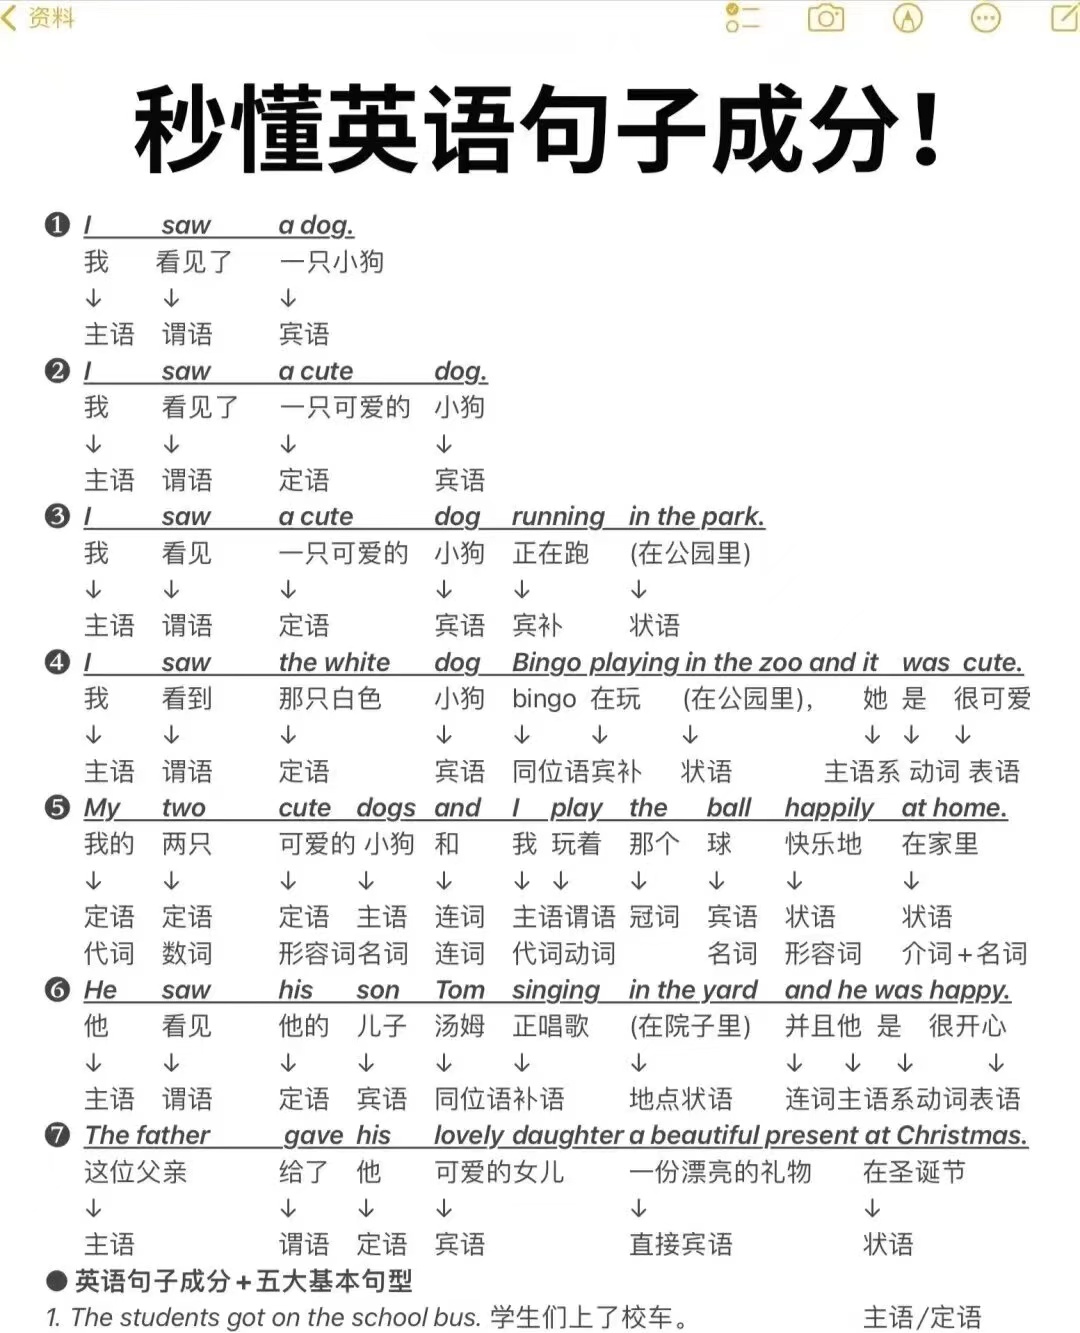 资料
秒懂英语句子成分！
❶ I saw a dog.
我 看见了 一只小狗
↓ ↓ ↓
主语 谓语 宾语
❷ I saw a cute dog.
我 看见了 一只可爱的 小狗
↓ ↓ ↓ ↓
主语 谓语 定语 宾语
❸ I saw a cute dog running in the park.
我 看见 一只可爱的 小狗 正在跑 (在公园里)
↓ ↓ ↓ ↓ ↓ ↓
主语 谓语 定语 宾语 宾补 状语
❹ I saw the white dog Bingo playing in the zoo and it was cute.
我 看到 那只白色 小狗 bingo 在玩 (在公园里)， 她 是 很可爱
↓ ↓ ↓ ↓ ↓ ↓ ↓ ↓ ↓ ↓
主语 谓语 定语 宾语 同位语宾补 状语 主语系 动词 表语
❺ My two cute dogs and I play the ball happily at home.
我的 两只 可爱的 小狗 和 我 玩着 那个 球 快乐地 在家里
↓ ↓ ↓ ↓ ↓ ↓ ↓ ↓ ↓ ↓ ↓
定语 定语 定语 主语 连词 主语谓语 冠词 宾语 状语 状语
代词 数词 形容词名词 连词 代词动词 名词 形容词 介词+名词
❻ He saw his son Tom singing in the yard and he was happy.
他 看见 他的 儿子 汤姆 正唱歌 (在院子里) 并且他 是 很开心
↓ ↓ ↓ ↓ ↓ ↓ ↓ ↓ ↓ ↓ ↓
主语 谓语 定语 宾语 同位语补语 地点状语 连词主语系动词表语
❼ The father gave his lovely daughter a beautiful present at Christmas.
这位父亲 给了 他 可爱的女儿 一份漂亮的礼物 在圣诞节
↓ ↓ ↓ ↓ ↓ ↓
主语 谓语 定语 宾语 直接宾语 状语
● 英语句子成分+五大基本句型
1. The students got on the school bus. 学生们上了校车。 主语/定语